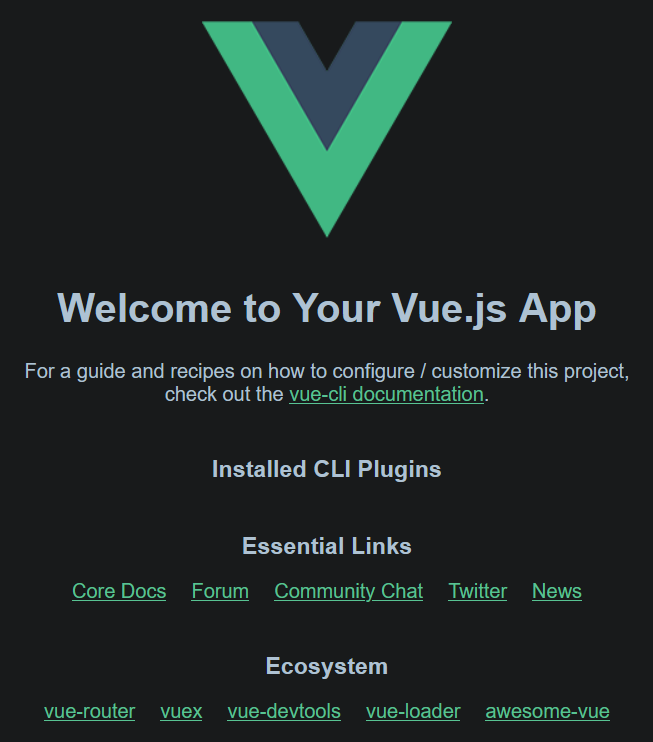 Welcome to Your Vue.js App
For a guide and recipes on how to configure / customize this project,
check out the vue-cli documentation.
Installed CLI Plugins
Essential Links
Core Docs Forum Community Chat Twitter News
Ecosystem
vue-router vuex vue-devtools vue-loader awesome-vue